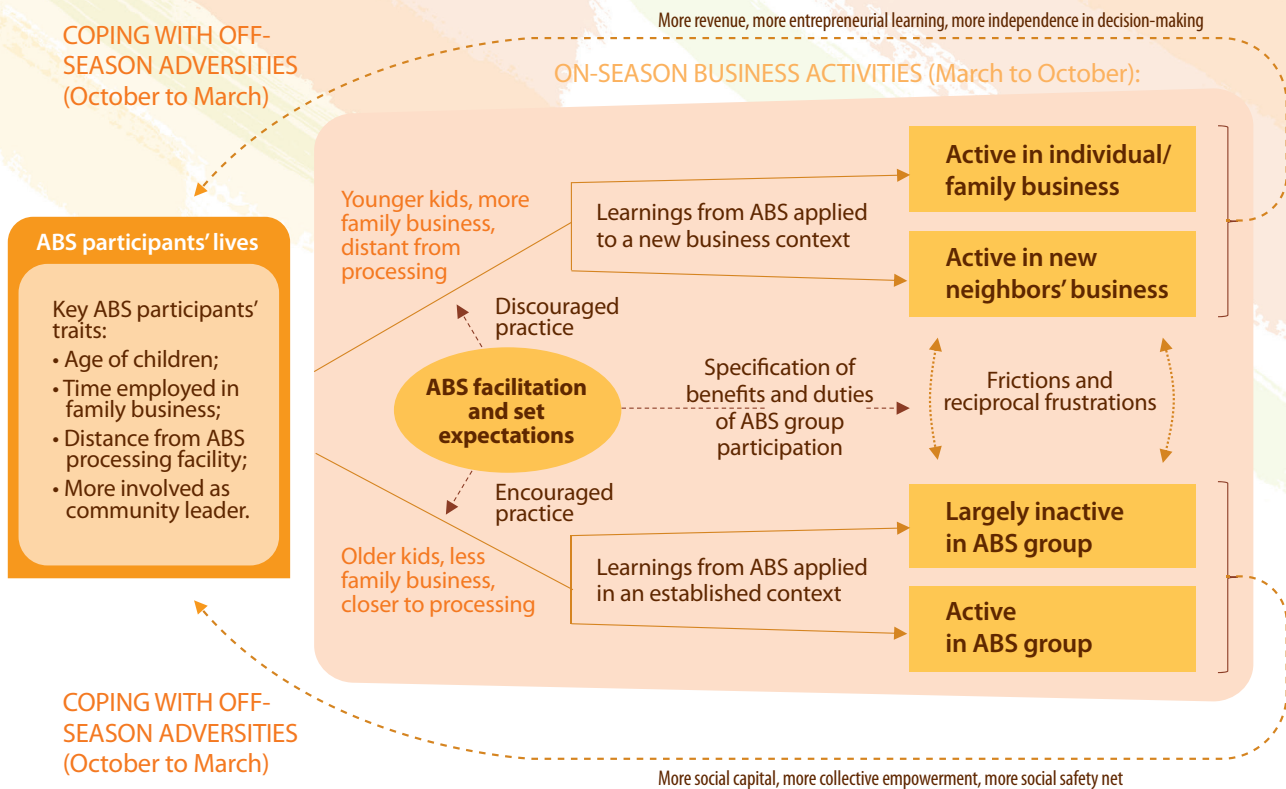 More revenue, more entrepreneurial learning, more independence in decision-making
COPING WITH OFF-
SEASON ADVERSITIES
(October to March)
ON-SEASON BUSINESS ACTIVITIES (March to October):
ABS participants' lives
Key ABS participants'
traits:
• Age of children;
• Time employed in
family business;
• Distance from ABS
processing facility;
• More involved as
community leader.
Younger kids, more
family business,
distant from
processing
Learnings from ABS applied
to a new business context
Active in individual/
family business
Active in new
neighbors' business
Discouraged
practice
ABS facilitation
and set
expectations
Specification of
benefits and duties
of ABS group
participation
Frictions and
reciprocal frustrations
Encouraged
practice
Older kids, less
family business,
closer to processing
Learnings from ABS applied
in an established context
Largely inactive
in ABS group
Active
in ABS group
COPING WITH OFF-
SEASON ADVERSITIES
(October to March)
More social capital, more collective empowerment, more social safety net